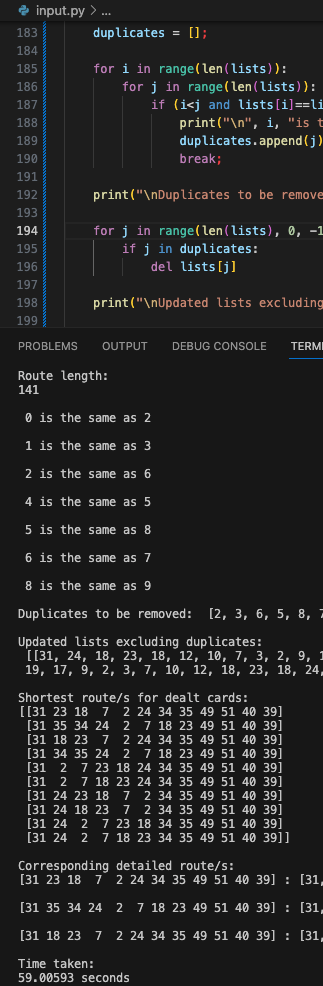 input.py > ...
183 duplicates = [];
184
185 for i in range(len(lists)):
186 for j in range(len(lists)):
187 if (i<j and lists[i]==li
188 print("\n", i, "is t
189 duplicates.append(j)
190 break;
191
192 print("\nDuplicates to be remove
193
194 for j in range(len(lists), 0, -1
195 if j in duplicates:
196 del lists[j]
197
198 print("\nUpdated lists excluding
199
PROBLEMS OUTPUT DEBUG CONSOLE TERM
Route length:
141
0 is the same as 2
1 is the same as 3
2 is the same as 6
4 is the same as 5
5 is the same as 8
6 is the same as 7
8 is the same as 9
Duplicates to be removed:  [2, 3, 6, 5, 8, 7
Updated lists excluding duplicates:
[[31, 24, 18, 23, 18, 12, 10, 7, 3, 2, 9, 1
19, 17, 9, 2, 3, 7, 10, 12, 18, 23, 18, 24,
Shortest route/s for dealt cards:
[[31 23 18  7  2 24 34 35 49 51 40 39]
[31 35 34 24  2  7 18 23 49 51 40 39]
[31 18 23  7  2 24 34 35 49 51 40 39]
[31 34 35 24  2  7 18 23 49 51 40 39]
[31  2  7 23 18 24 34 35 49 51 40 39]
[31  2  7 18 23 24 34 35 49 51 40 39]
[31 24 23 18  7  2 34 35 49 51 40 39]
[31 24 18 23  7  2 34 35 49 51 40 39]
[31 24  2  7 23 18 34 35 49 51 40 39]
[31 24  2  7 18 23 34 35 49 51 40 39]]
Corresponding detailed route/s:
[31 23 18  7  2 24 34 35 49 51 40 39] : [31,
[31 35 34 24  2  7 18 23 49 51 40 39] : [31,
[31 18 23  7  2 24 34 35 49 51 40 39] : [31,
Time taken:
59.00593 seconds